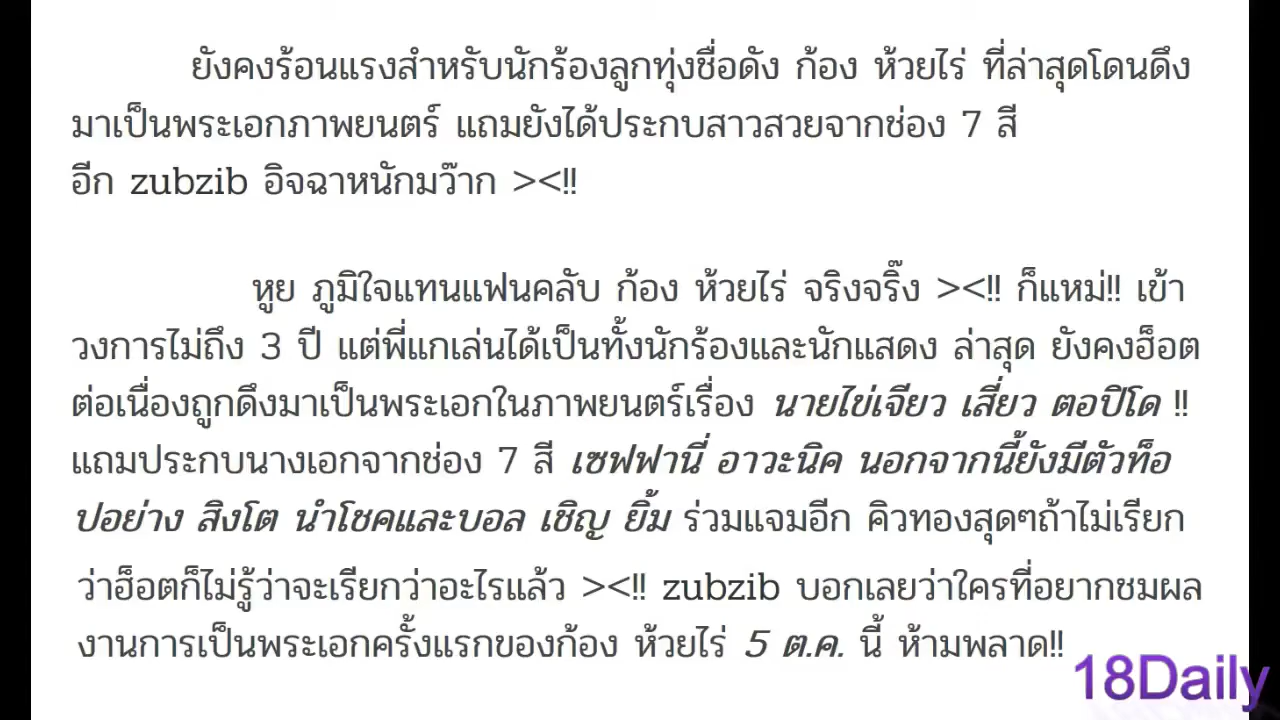 ยังคงร้อนแรงสำหรับนักร้องลูกทุ่งชื่อดัง ก้อง ห้วยไร่ ที่ล่าสุดโดนดึง
มาเป็นพระเอกภาพยนตร์ แถมยังได้ประกบสาวสวยจากช่อง 7 สี
อีก zubzib อิจฉาหนักมว๊าก ><!!
หูย ภูมิใจแทนแฟนคลับ ก้อง ห้วยไร่ จริงจริ๊ง ><!! ก็แหม่!! เข้า
วงการไม่ถึง 3 ปี แต่พี่แกเล่นได้เป็นทั้งนักร้องและนักแสดง ล่าสุด ยังคงฮ็อต
ต่อเนื่องถูกดึงมาเป็นพระเอกในภาพยนตร์เรื่อง นายไข่เจียว เสี่ยว ตอปิโด !!
แถมประกบนางเอกจากช่อง 7 สี เซฟฟานี่ อาวะนิค นอกจากนี้ยังมีตัวท็อ
ปอย่าง สิงโต นำโชคและบอล เชิญ ยิ้ม ร่วมแจมอีก คิวทองสุดๆถ้าไม่เรียก
ว่าฮ็อตก็ไม่รู้ว่าจะเรียกว่าอะไรแล้ว ><!! zubzib บอกเลยว่าใครที่อยากชมผล
งานการเป็นพระเอกครั้งแรกของก้อง ห้วยไร่ 5 ต.ค. นี้ ห้ามพลาด!!
18Daily